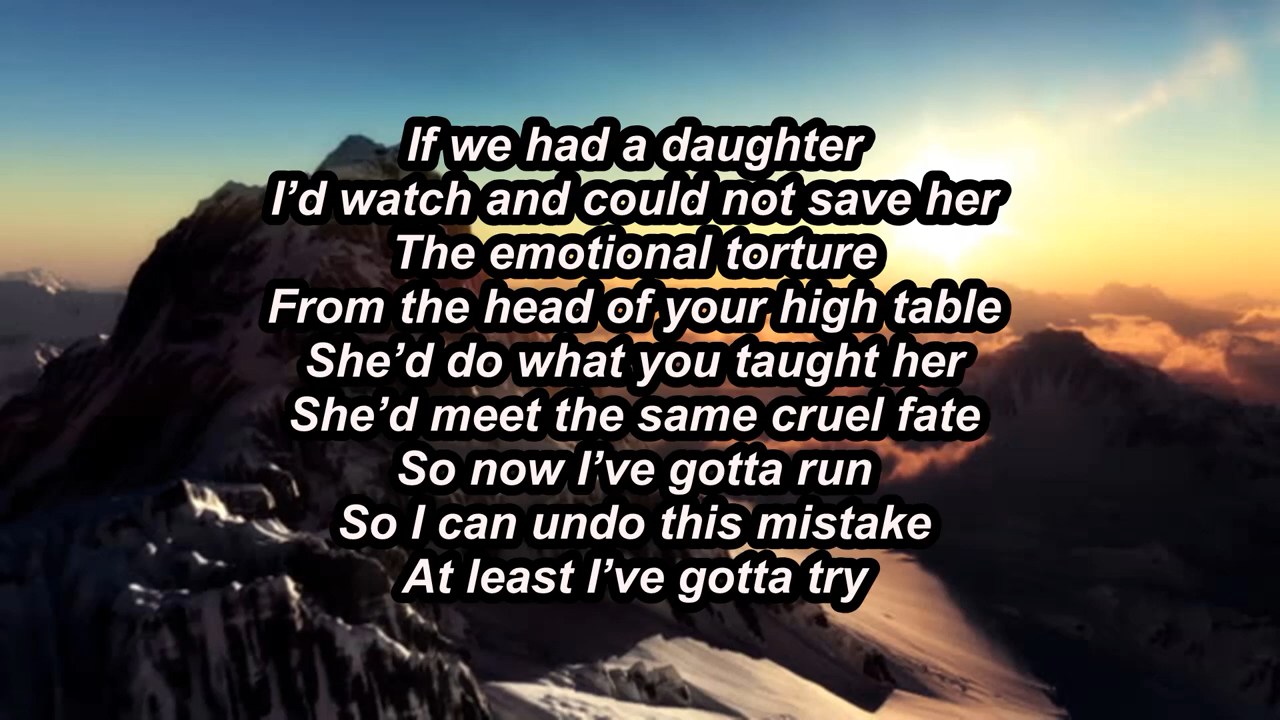 If we had a daughter
I’d watch and could not save her
The emotional torture
From the head of your high table
She’d do what you taught her
She’d meet the same cruel fate
So now I’ve gotta run
So I can undo this mistake
At least I’ve gotta try